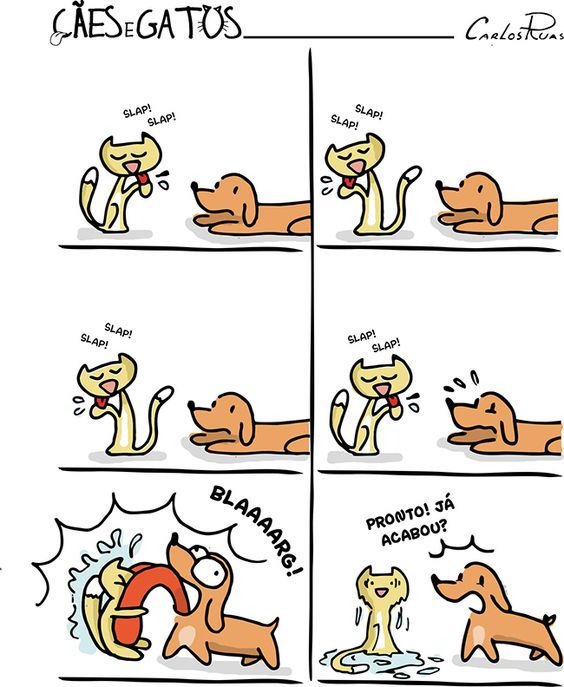 CÃES E GATOS
CARLOS RUAS
SLAP!
SLAP!
SLAP!
SLAP!
SLAP!
SLAP!
SLAP!
SLAP!
BLAAAARG!
PRONTO! JÁ
ACABOU?